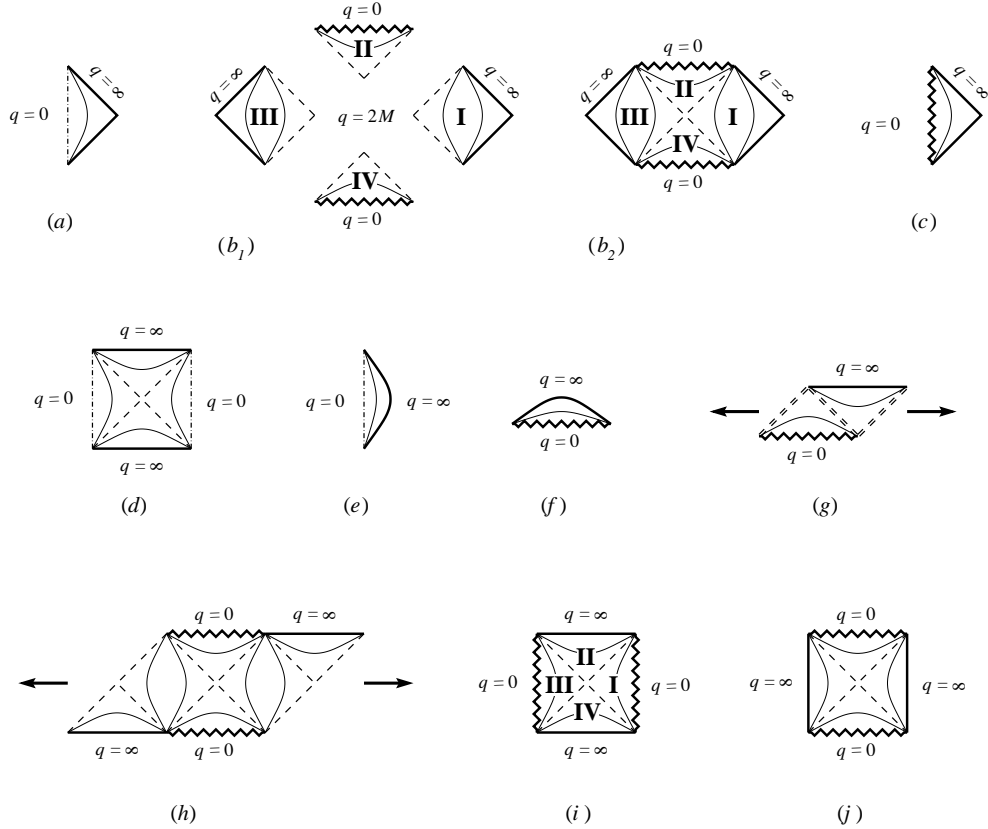 q = 0
q = ∞
(a)
q = ∞
III
q = 0
II
q = 2M
I
q = ∞
IV
q = 0
(b₁)
q = 0
q = ∞
II
III
I
q = ∞
IV
q = 0
(b₂)
q = 0
q = ∞
(c)
q = ∞
q = 0
q = 0
q = ∞
(d)
q = 0
q = ∞
(e)
q = ∞
q = 0
(f)
q = ∞
q = 0
(g)
q = 0
q = ∞
q = ∞
q = 0
(h)
q = ∞
II
q = 0
III
I
q = 0
IV
q = ∞
(i)
q = 0
q = ∞
q = ∞
q = 0
(j)